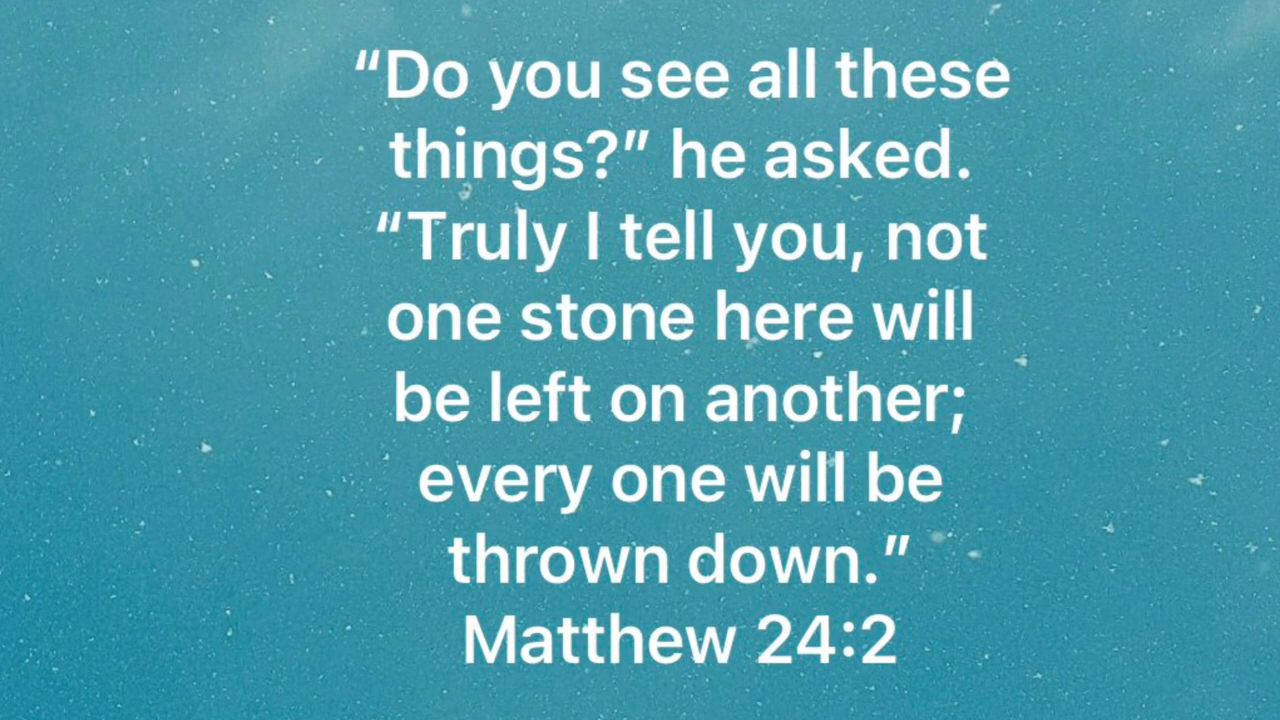 “Do you see all these
things?” he asked.
“Truly I tell you, not
one stone here will
be left on another;
every one will be
thrown down.”
Matthew 24:2